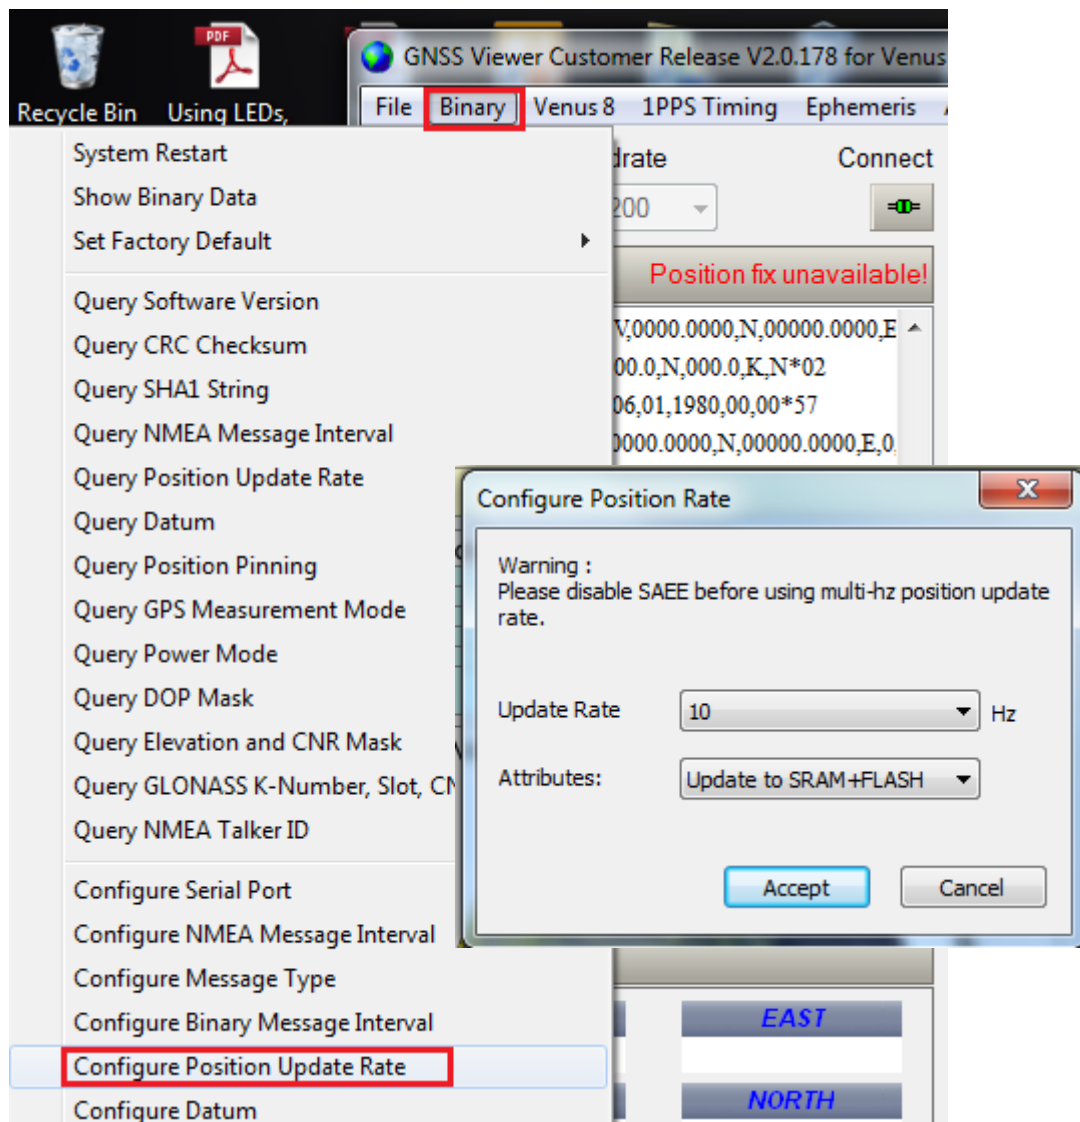 PDF
GNSS Viewer Customer Release V2.0.178 for Venus
Recycle Bin
Using LEDs,
File Binary Venus 8 1PPS Timing Ephemeris
System Restart
Show Binary Data
Set Factory Default
Query Software Version
Query CRC Checksum
Query SHA1 String
Query NMEA Message Interval
Query Position Update Rate
Query Datum
Query Position Pinning
Query GPS Measurement Mode
Query Power Mode
Query DOP Mask
Query Elevation and CNR Mask
Query GLONASS K-Number, Slot, CN
Query NMEA Talker ID
Configure Serial Port
Configure NMEA Message Interval
Configure Message Type
Configure Binary Message Interval
Configure Position Update Rate
Configure Datum
drate
Connect
200
Position fix unavailable!
V,0000.0000,N,00000.0000,E
00.0,N,000.0,K,N*02
06,01,1980,00,00*57
0000.0000,N,00000.0000,E,0,
Configure Position Rate
Warning :
Please disable SAEE before using multi-hz position update
rate.
Update Rate 10 Hz
Attributes: Update to SRAM+FLASH
Accept Cancel
EAST
NORTH